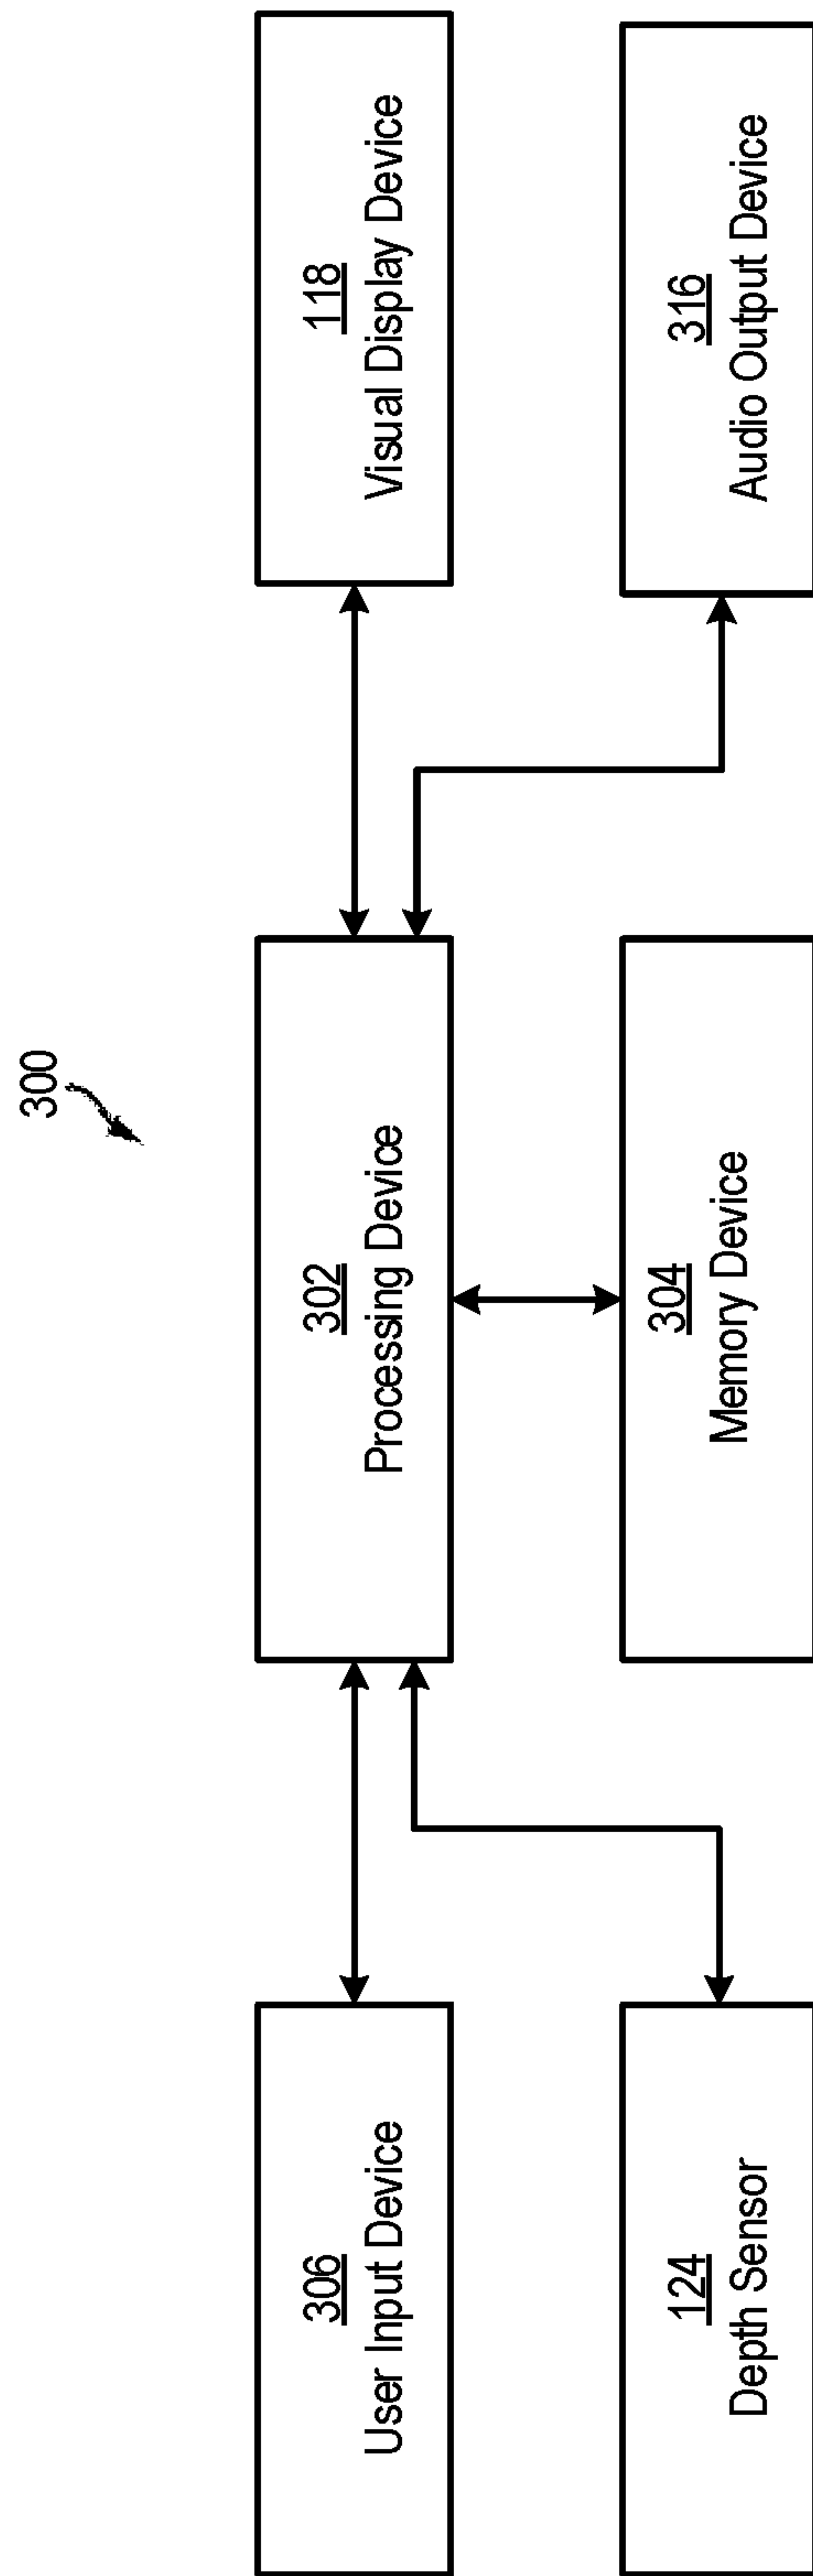 300
306
User Input Device
302
Processing Device
118
Visual Display Device
124
Depth Sensor
304
Memory Device
316
Audio Output Device